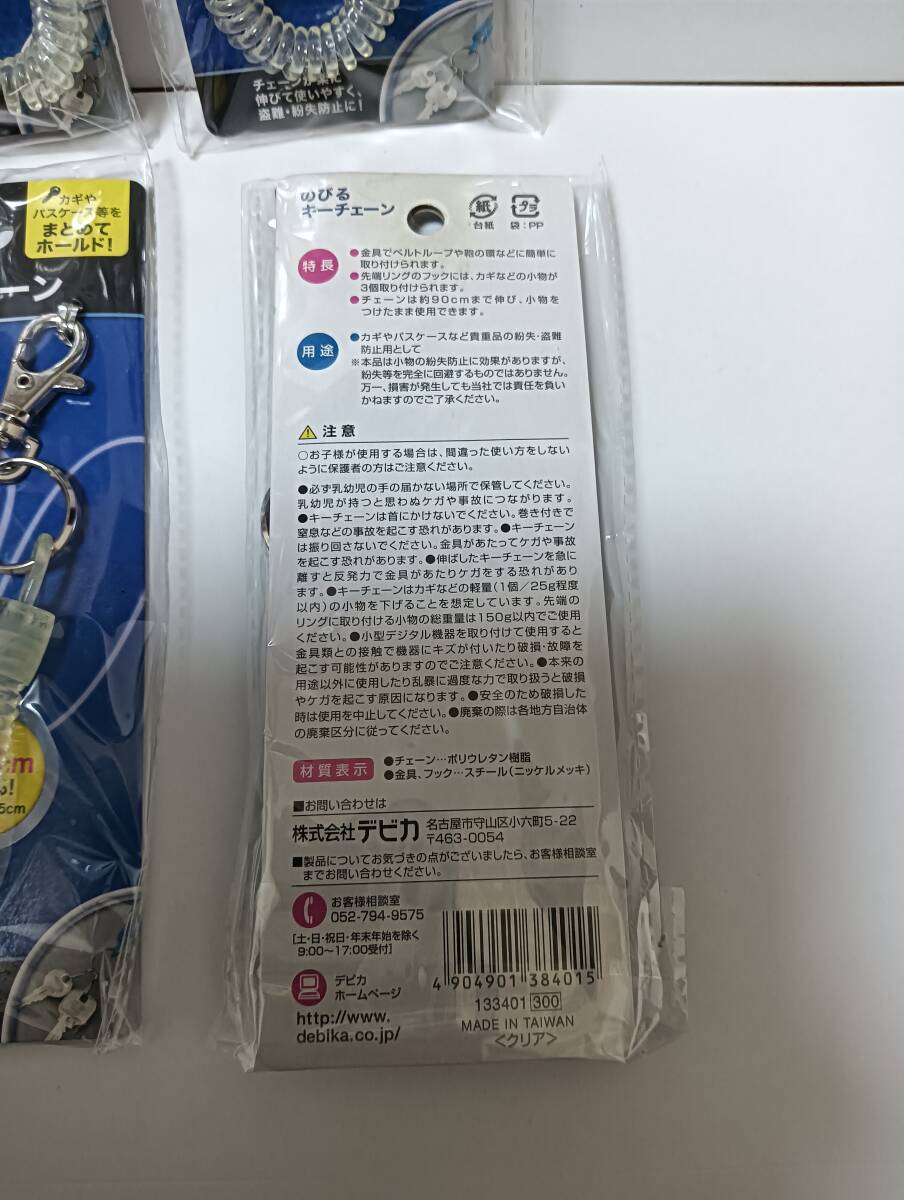 チェーンが楽に
伸びて使いやすく、
盗難・紛失防止に!
カギや
パスケース等を
まとめて
ホールド!
ーン
cm
5cm
のびる
キーチェーン
紙
台紙
プラ
袋:PP
特長
●金具でベルトループや鞄の環などに簡単に
取り付けられます。
●先端リングのフックには、カギなどの小物が
3個取り付けられます。
●チェーンは約90cmまで伸び、小物を
つけたまま使用できます。
用途
●カギやパスケースなど貴重品の紛失・盗難
防止用として
※本品は小物の紛失防止に効果がありますが、
紛失等を完全に回避するものではありません。
万一、損害が発生しても当社では責任を負い
かねますのでご了承ください。
注意
○お子様が使用する場合は、間違った使い方をしない
ように保護者の方はご注意ください。
●必ず乳幼児の手の届かない場所で保管してください。
乳幼児が持つと思わぬケガや事故につながります。
●キーチェーンは首にかけないでください。巻き付きで
窒息などの事故を起こす恐れがあります。●キーチェーン
は振り回さないでください。金具があたってケガや事故
を起こす恐れがあります。●伸ばしたキーチェーンを急に
離すと反発力で金具があたりケガをする恐れがあり
ます。●キーチェーンはカギなどの軽量(1個/25g程度
以内)の小物を下げることを想定しています。先端の
リングに取り付ける小物の総重量は150g以内でご使用
ください。●小型デジタル機器を取り付けて使用すると
金具類との接触で機器にキズが付いたり破損・故障を
起こす可能性がありますのでご注意ください。●本来の
用途以外に使用したり乱暴に過度な力で取り扱うと破損
やケガを起こす原因になります。●安全のため破損した
時は使用を中止してください。●廃棄の際は各地方自治体
の廃棄区分に従ってください。
材質表示
●チェーン…ポリウレタン樹脂
●金具、フック…スチール(ニッケルメッキ)
■お問い合わせは
株式会社デビカ
名古屋市守山区小六町5-22
〒463-0054
■製品についてお気づきの点がございましたら、お客様相談室
までお問い合わせください。
お客様相談室
052-794-9575
[土・日・祝日・年末年始を除く
9:00〜17:00受付]
デビカ
ホームページ
http://www.
debika.co.jp/
4 904901 384015
133401 300
MADE IN TAIWAN
<クリア>